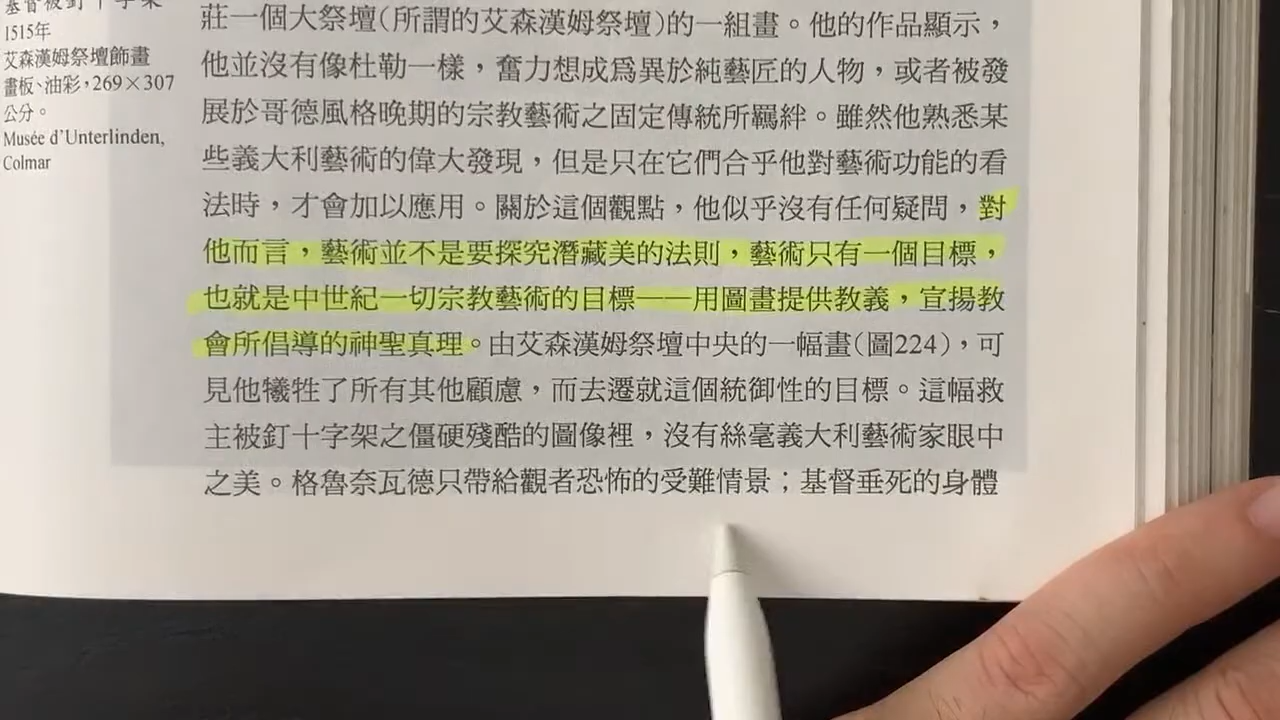 基督被釘十字架
1515年
艾森漢姆祭壇飾畫
畫板、油彩，269×307
公分。
Musée d'Unterlinden,
Colmar
莊一個大祭壇（所謂的艾森漢姆祭壇）的一組畫。他的作品顯示，
他並沒有像杜勒一樣，奮力想成爲異於純藝匠的人物，或者被發
展於哥德風格晚期的宗教藝術之固定傳統所羈絆。雖然他熟悉某
些義大利藝術的偉大發現，但是只在它們合乎他對藝術功能的看
法時，才會加以應用。關於這個觀點，他似乎沒有任何疑問，對
他而言，藝術並不是要探究潛藏美的法則，藝術只有一個目標，
也就是中世紀一切宗教藝術的目標——用圖畫提供教義，宣揚教
會所倡導的神聖真理。由艾森漢姆祭壇中央的一幅畫（圖224），可
見他犧牲了所有其他顧慮，而去遷就這個統御性的目標。這幅救
主被釘十字架之僵硬殘酷的圖像裡，沒有絲毫義大利藝術家眼中
之美。格魯奈瓦德只帶給觀者恐怖的受難情景；基督垂死的身體